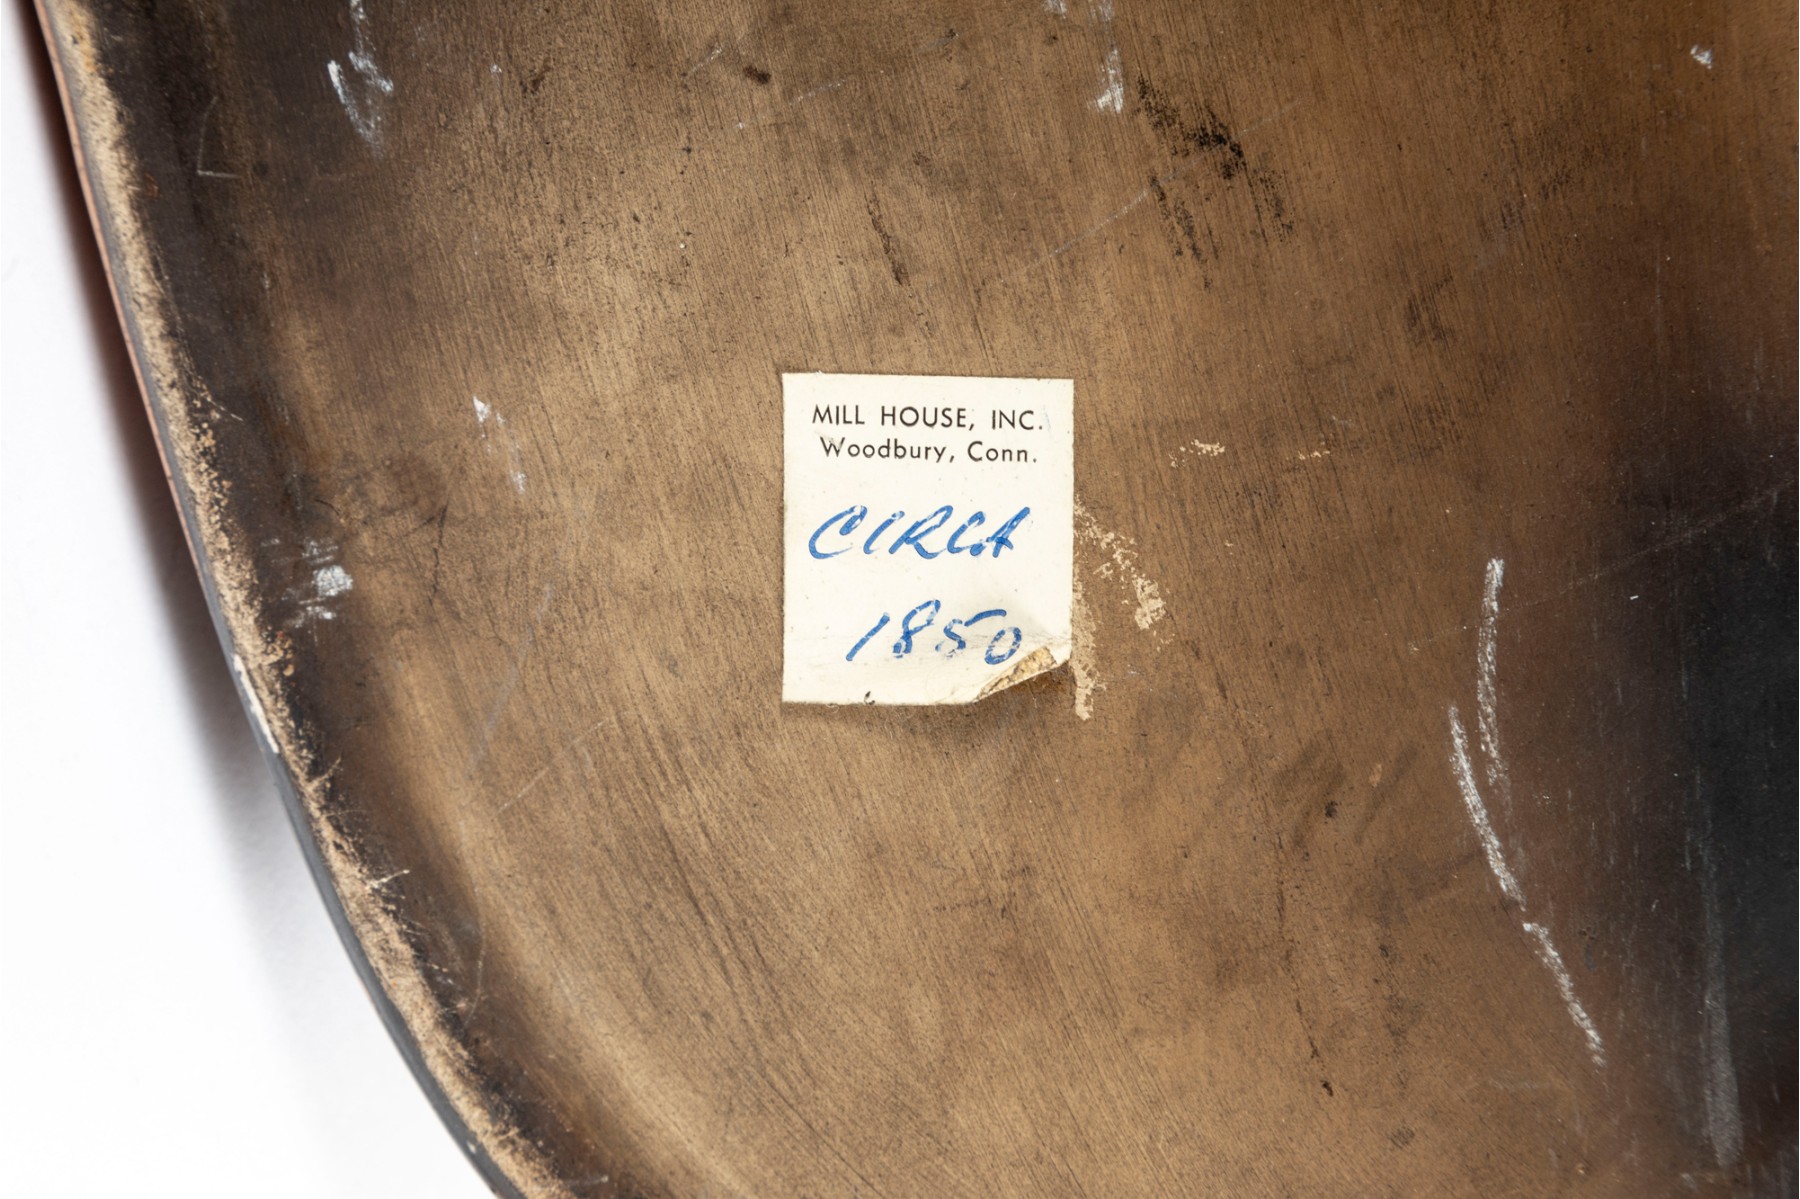 MILL HOUSE, INC.
Woodbury, Conn.
CIRCA
1850